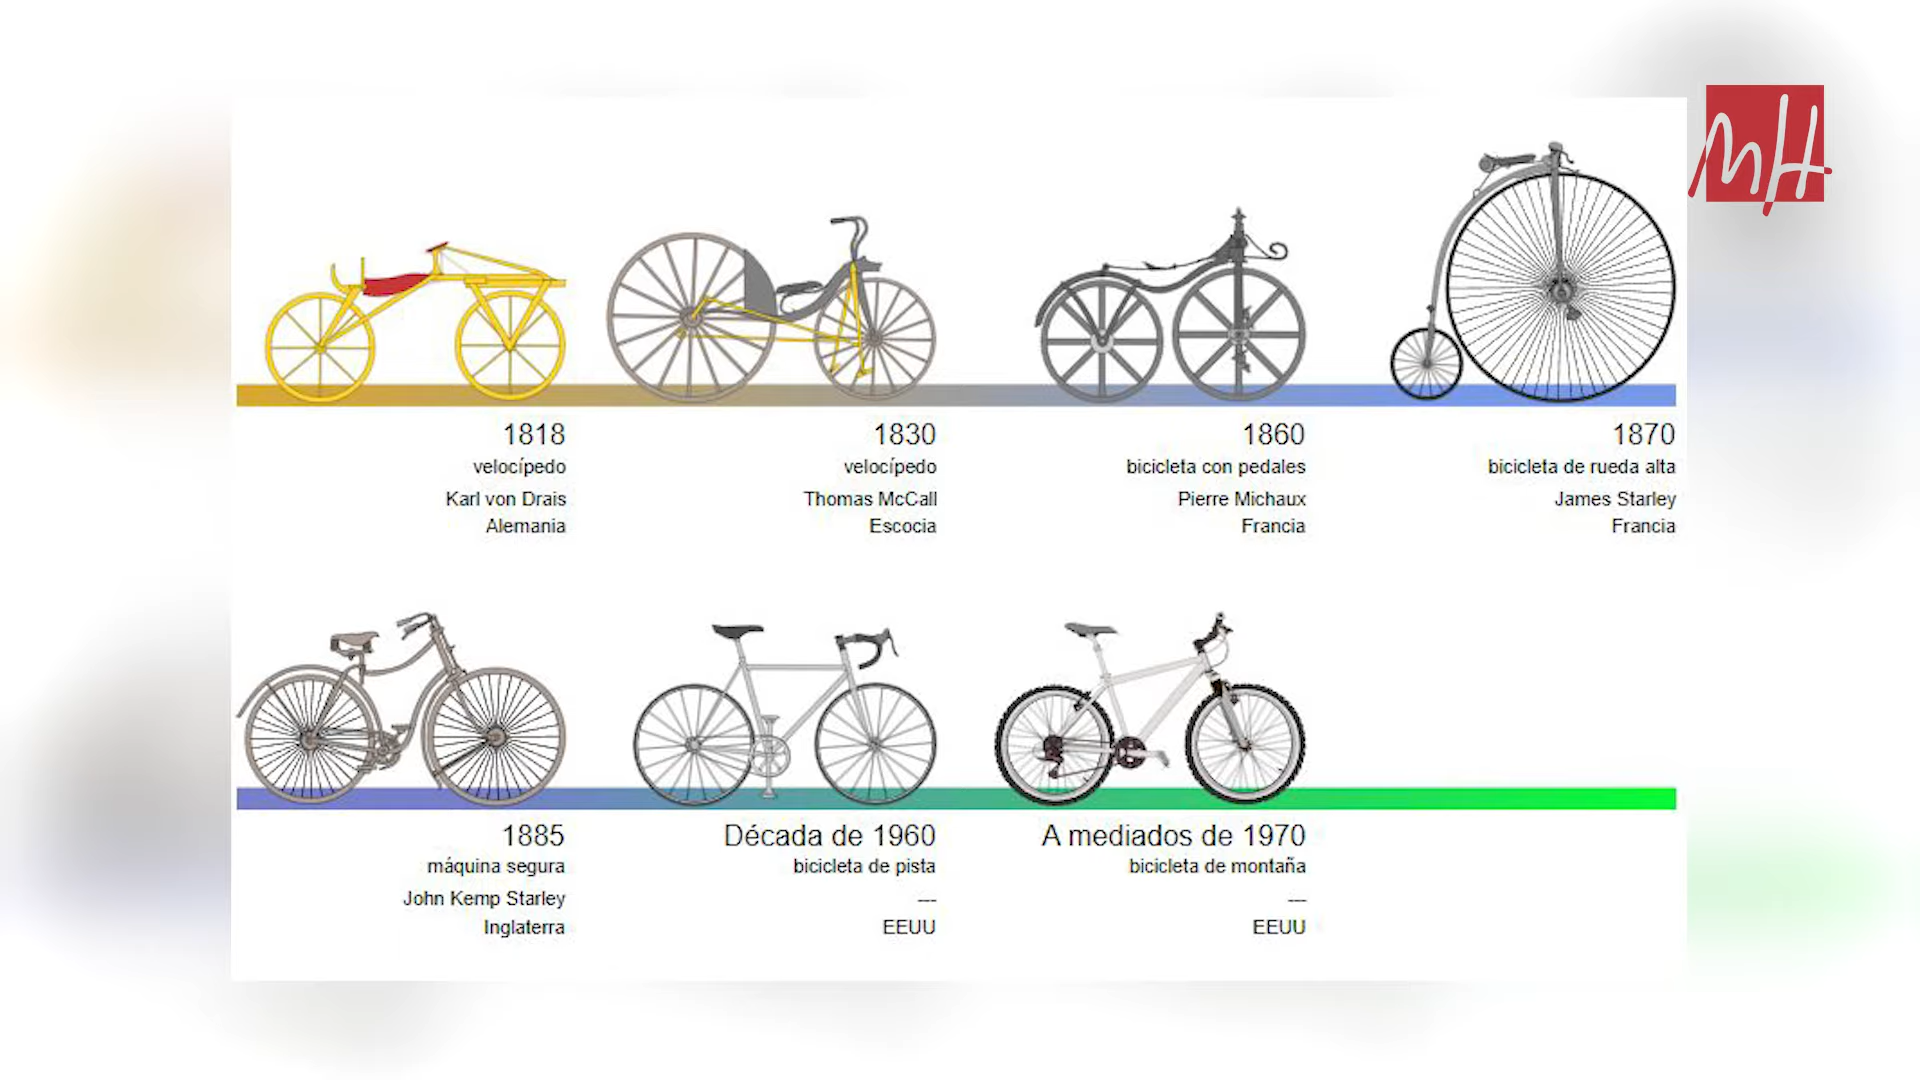 MH
1818
velocípedo
Karl von Drais
Alemania
1830
velocípedo
Thomas McCall
Escocia
1860
bicicleta con pedales
Pierre Michaux
Francia
1870
bicicleta de rueda alta
James Starley
Francia
1885
máquina segura
John Kemp Starley
Inglaterra
Década de 1960
bicicleta de pista
---
EEUU
A mediados de 1970
bicicleta de montaña
---
EEUU